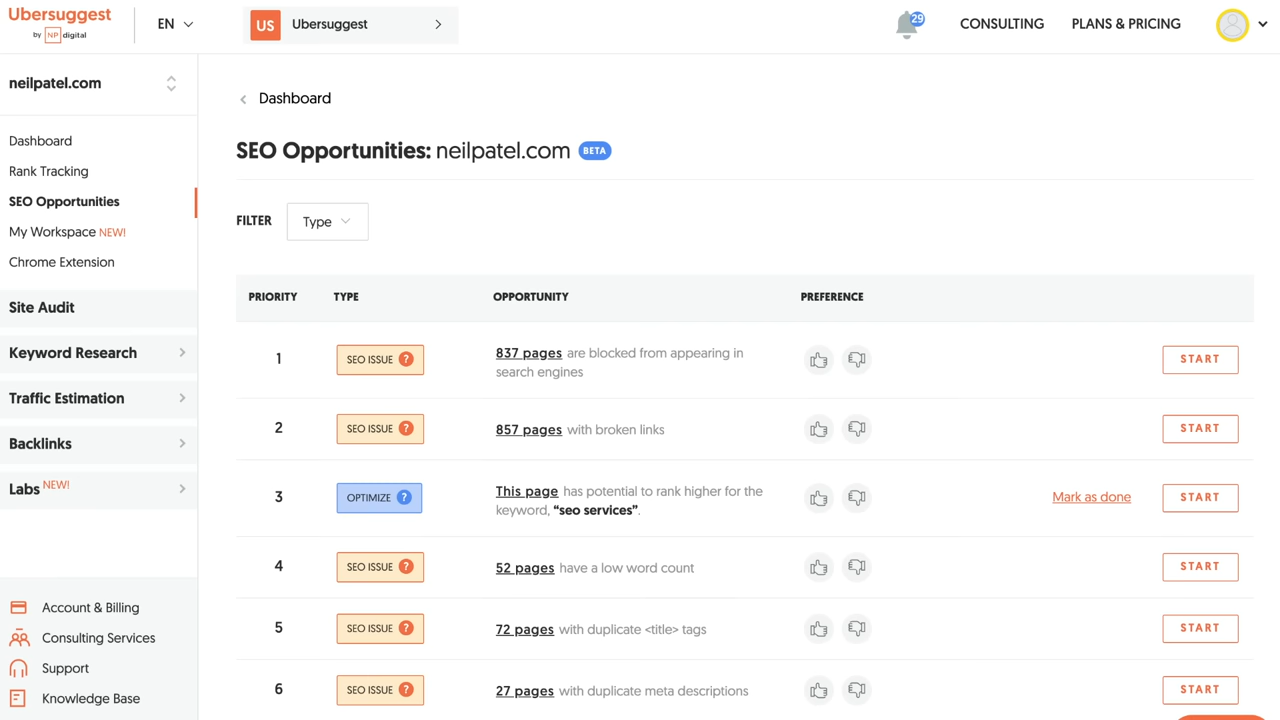 Ubersuggest
by NP digital
EN
US Ubersuggest
29
CONSULTING
PLANS & PRICING
neilpatel.com
Dashboard
Rank Tracking
SEO Opportunities
My Workspace NEW!
Chrome Extension
Site Audit
Keyword Research
Traffic Estimation
Backlinks
Labs NEW!
Account & Billing
Consulting Services
Support
Knowledge Base
Dashboard
SEO Opportunities: neilpatel.com BETA
FILTER Type
PRIORITY TYPE OPPORTUNITY PREFERENCE
1 SEO ISSUE ? 837 pages are blocked from appearing in
search engines
START
2 SEO ISSUE ? 857 pages with broken links START
3 OPTIMIZE ? This page has potential to rank higher for the
keyword, “seo services”.
Mark as done START
4 SEO ISSUE ? 52 pages have a low word count START
5 SEO ISSUE ? 72 pages with duplicate <title> tags START
6 SEO ISSUE ? 27 pages with duplicate meta descriptions START